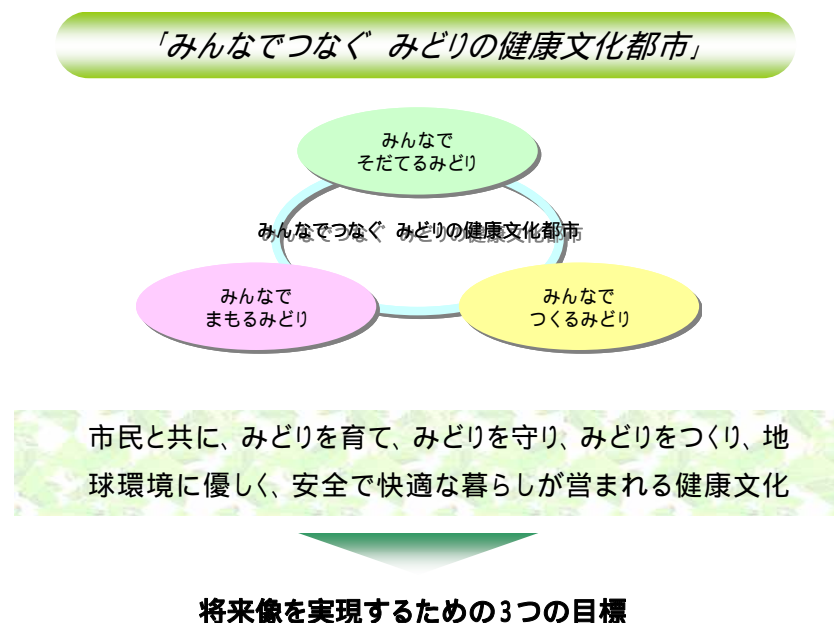 「みんなでつなぐ みどりの健康文化都市」
みんなで
そだてるみどり
みんなでつなぐ みどりの健康文化都市
みんなで
まもるみどり
みんなで
つくるみどり
市民と共に、みどりを育て、みどりを守り、みどりをつくり、地
球環境に優しく、安全で快適な暮らしが営まれる健康文化
将来像を実現するための3つの目標